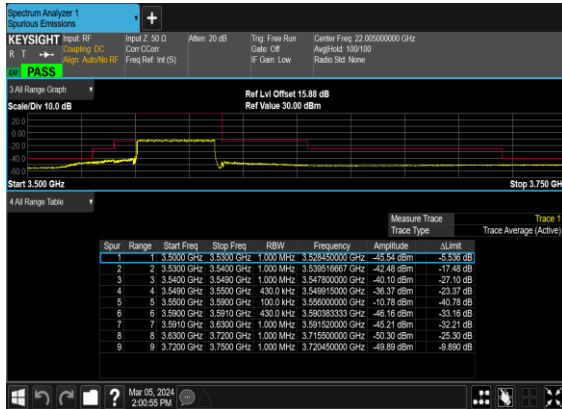 Spectrum Analyzer 1
Spurious Emissions
+
KEYSIGHT Input: RF Input Z: 50 Ω Atten: 20 dB Trig: Free Run Center Freq: 22.005000000 GHz
R T Coupling: DC Corr CCorr Gate: Off Avg|Hold: 100/100
Align: Auto/No RF Freq Ref: Int (S) IF Gain: Low Radio Std: None
PASS
3 All Range Graph
Ref Lvl Offset 15.88 dB
Scale/Div 10.0 dB Ref Value 30.00 dBm
20.0
0.00
-20.0
-40.0
-60.0
Start 3.500 GHz Stop 3.750 GH
4 All Range Table
Measure Trace Trace 1
Trace Type Trace Average (Active)
Spur Range Start Freq Stop Freq RBW Frequency Amplitude ΔLimit
1 1 3.5000 GHz 3.5300 GHz 1.000 MHz 3.528450000 GHz -45.54 dBm -5.536 dB
2 2 3.5300 GHz 3.5400 GHz 1.000 MHz 3.539516667 GHz -42.48 dBm -17.48 dB
3 3 3.5400 GHz 3.5490 GHz 1.000 MHz 3.547800000 GHz -40.10 dBm -27.10 dB
4 4 3.5490 GHz 3.5500 GHz 430.0 kHz 3.549915000 GHz -36.37 dBm -23.37 dB
5 5 3.5500 GHz 3.5900 GHz 100.0 kHz 3.556000000 GHz -10.78 dBm -40.78 dB
6 6 3.5900 GHz 3.5910 GHz 430.0 kHz 3.590383333 GHz -46.16 dBm -33.16 dB
7 7 3.5910 GHz 3.6300 GHz 1.000 MHz 3.591520000 GHz -45.21 dBm -32.21 dB
8 8 3.6300 GHz 3.7200 GHz 1.000 MHz 3.715500000 GHz -50.30 dBm -25.30 dB
9 9 3.7200 GHz 3.7500 GHz 1.000 MHz 3.720450000 GHz -49.89 dBm -9.890 dB
? Mar 05, 2024
2:00:55 PM